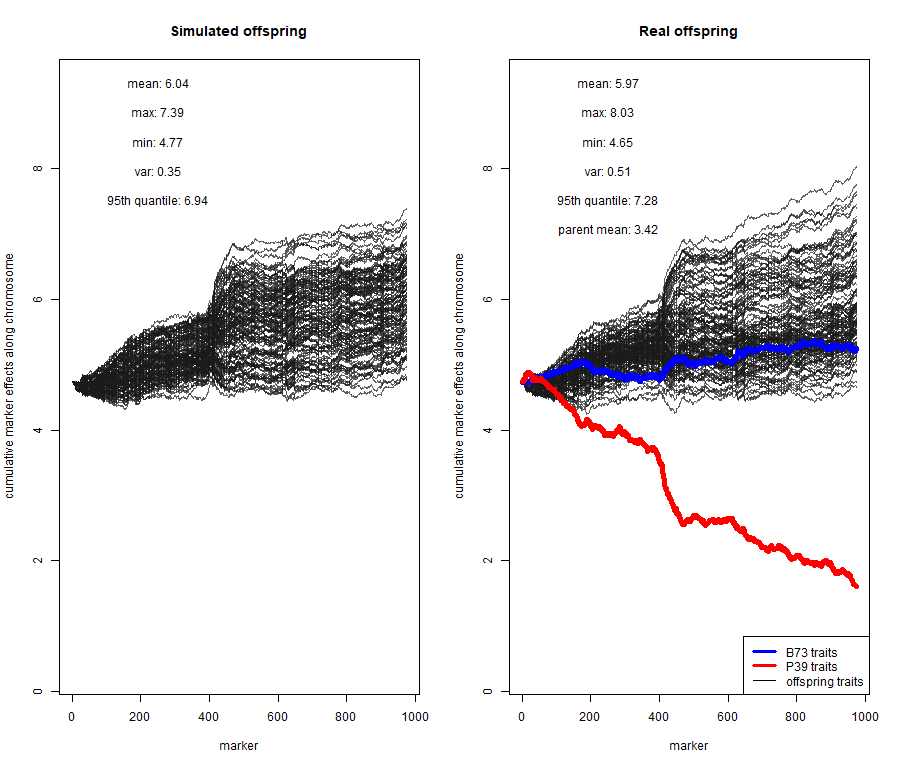 Simulated offspring
mean: 6.04
max: 7.39
min: 4.77
var: 0.35
95th quantile: 6.94
cumulative marker effects along chromosome
0
2
4
6
8
0 200 400 600 800 1000
marker
Real offspring
mean: 5.97
max: 8.03
min: 4.65
var: 0.51
95th quantile: 7.28
parent mean: 3.42
cumulative marker effects along chromosome
0
2
4
6
8
B73 traits
P39 traits
offspring traits
0 200 400 600 800 1000
marker